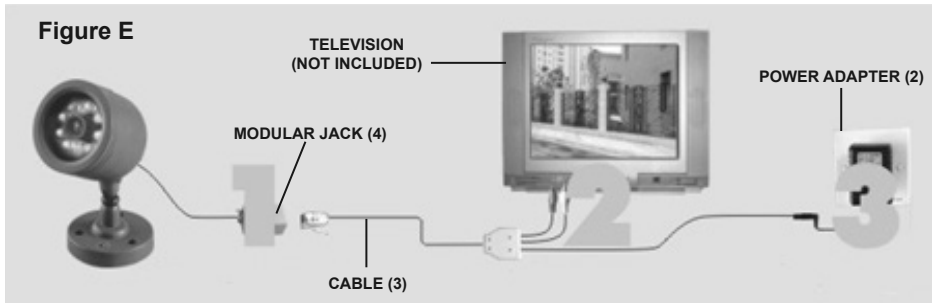 Figure E
TELEVISION
(NOT INCLUDED)
POWER ADAPTER (2)
MODULAR JACK (4)
1
2
3
CABLE (3)